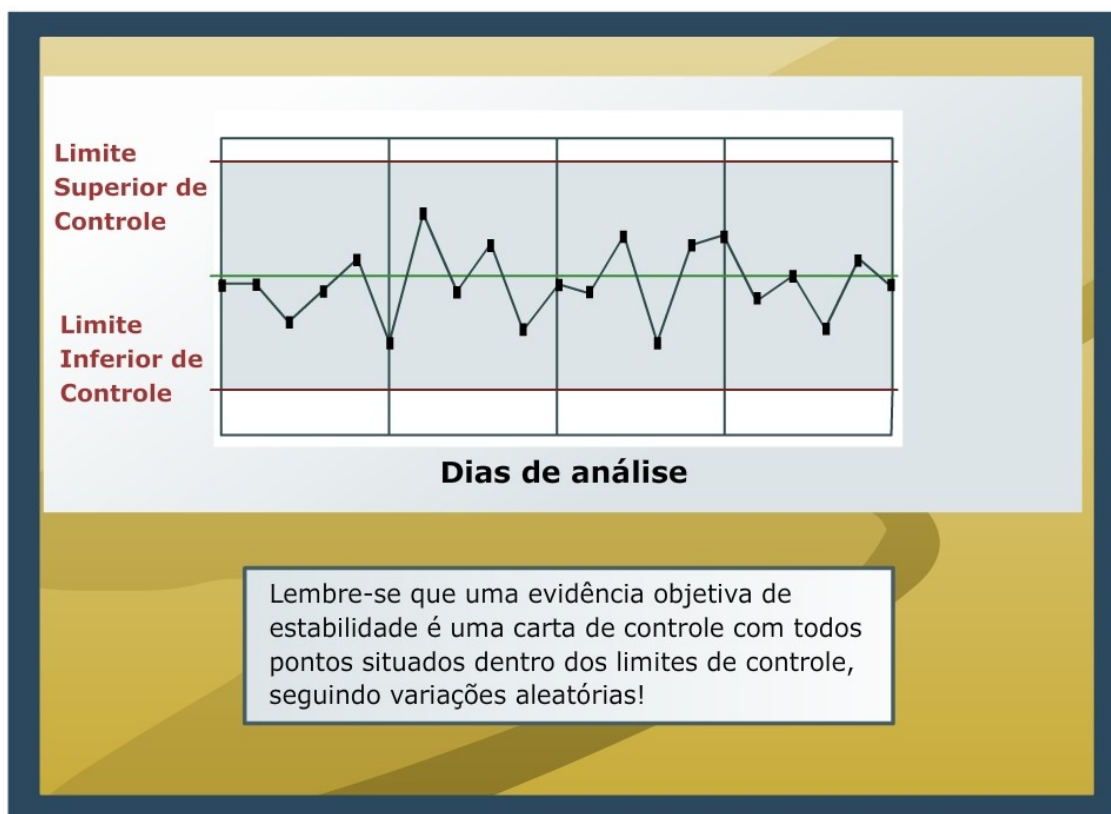 Limite
Superior de
Controle
Limite
Inferior de
Controle
Dias de análise
Lembre-se que uma evidência objetiva de
estabilidade é uma carta de controle com todos
pontos situados dentro dos limites de controle,
seguindo variações aleatórias!